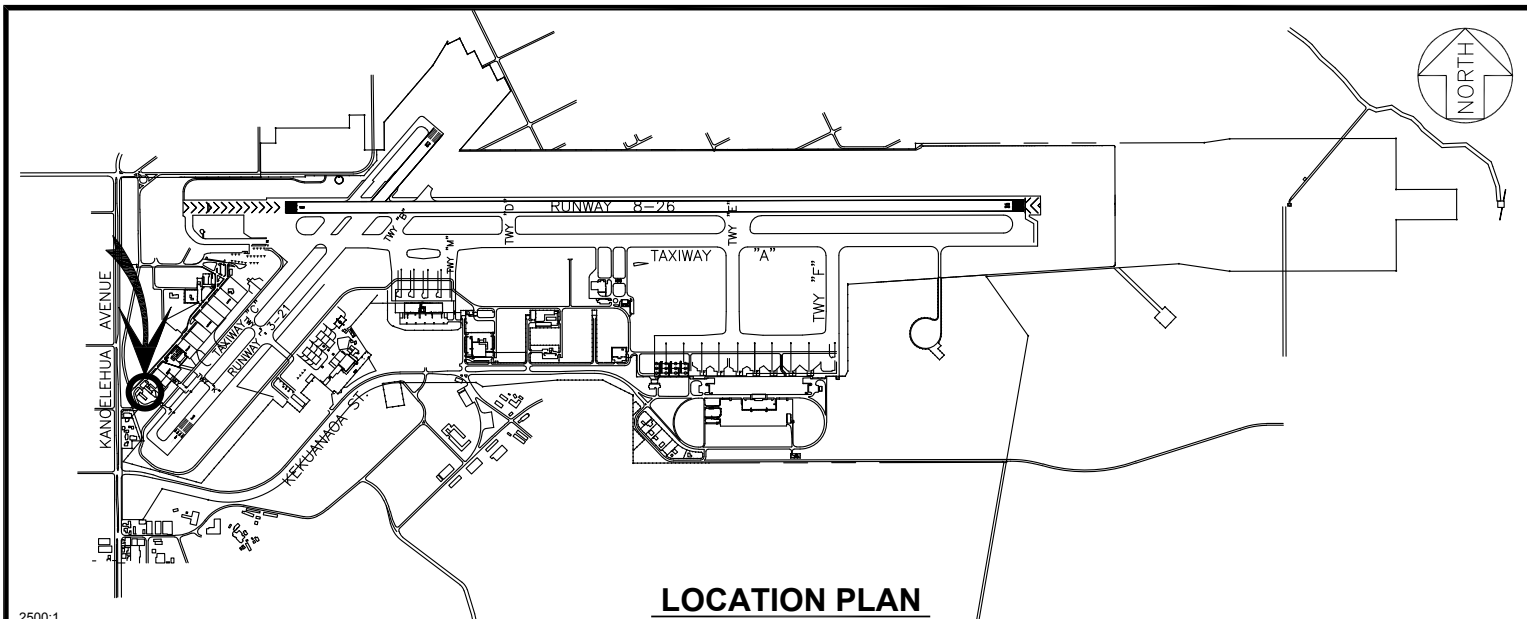 NORTH
RUNWAY 8-26
TWY "B"
TWY "D"
TWY "E"
TWY "M"
TAXIWAY "A"
TWY "F"
KANOELEHUA AVENUE
TAXIWAY "C"
RUNWAY 3-21
KEKUANAOA ST.
LOCATION PLAN
2500:1